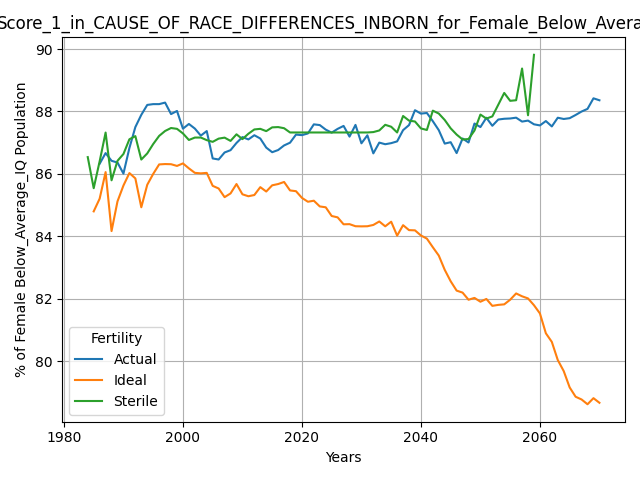 Score_1_in_CAUSE_OF_RACE_DIFFERENCES_INBORN_for_Female_Below_Avera
% of Female Below_Average_IQ Population
90
88
86
84
82
80
Fertility
Actual
Ideal
Sterile
1980
2000
2020
2040
2060
Years